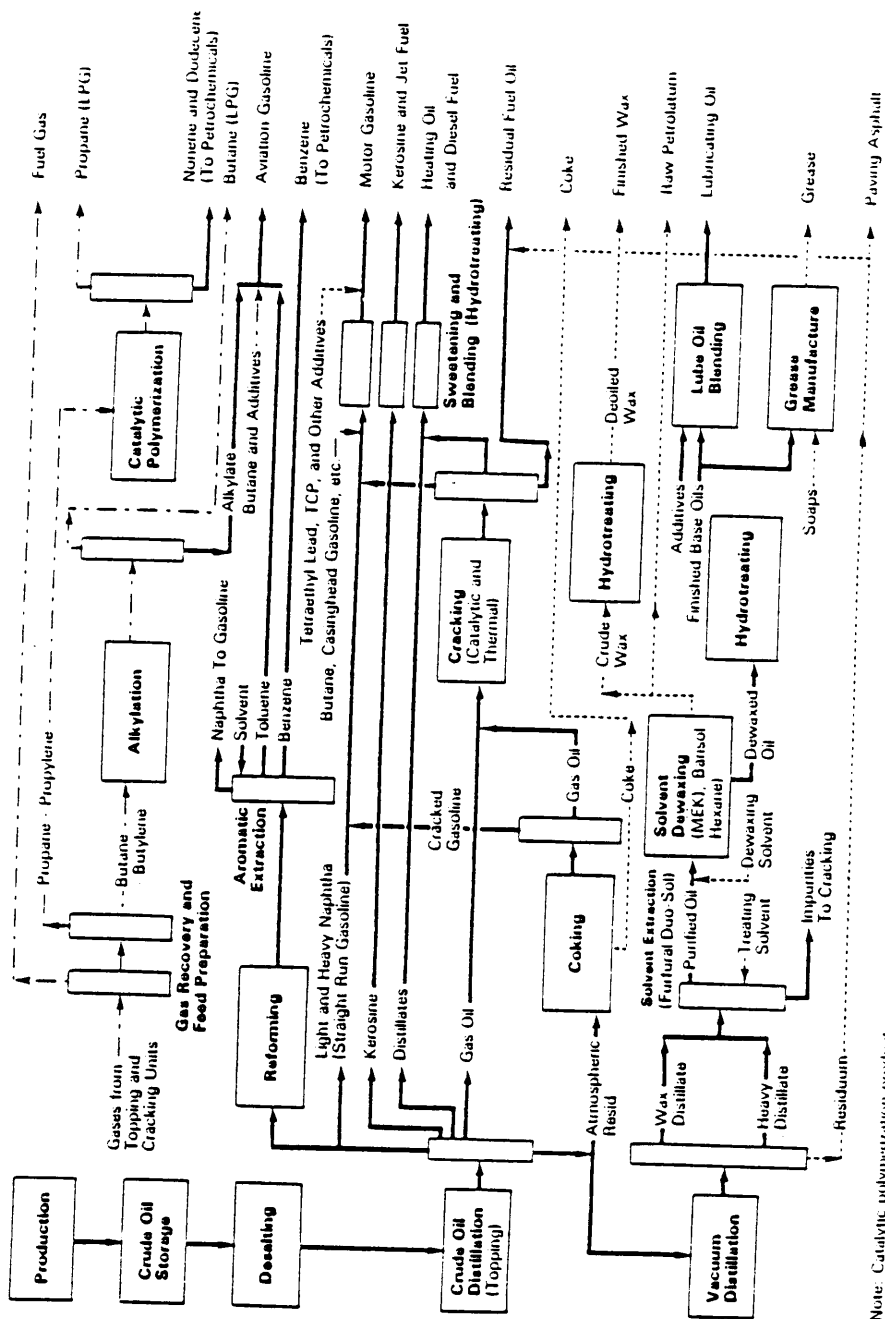 Production
Crude Oil
Storage
Desalting
Crude Oil
Distillation
(Topping)
Vacuum
Distillation
Gases from
Topping and
Cracking Units
Gas Recovery and
Feed Preparation
Propane - Propylene
Butane
Butylene
Alkylation
Catalytic
Polymerization
Fuel Gas
Propane (LPG)
Nonene and Dodecent
(To Petrochemicals)
Butane (LPG)
Alkylate
Butane and Additives
Aviation Gasoline
Reforming
Aromatic
Extraction
Naphtha To Gasoline
Solvent
Toluene
Benzene
Benzene
(To Petrochemicals)
Light and Heavy Naphtha
(Straight Run Gasoline)
Tetraethyl Lead, TCP, and Other Additives
Butane, Casinghead Gasoline, etc.
Motor Gasoline
Kerosine
Kerosine and Jet Fuel
Distillates
Heating Oil
and Diesel Fuel
Sweetening and
Blending (Hydrotreating)
Gas Oil
Cracked
Gasoline
Cracking
(Catalytic and
Thermal)
Residual Fuel Oil
Atmospheric
Resid
Coking
Gas Oil
Coke
Coke
Crude
Wax
Hydrotreating
Deoiled
Wax
Finished Wax
Raw Petrolatum
Wax
Distillate
Heavy
Distillate
Solvent Extraction
(Furfural Duo-Sol)
Purified Oil
Treating
Solvent
Impurities
To Cracking
Solvent
Dewaxing
(MEK), Barisol
Hexane)
Dewaxing
Solvent
Dewaxed
Oil
Hydrotreating
Additives
Finished Base Oils
Lube Oil
Blending
Lubricating Oil
Soaps
Grease
Manufacture
Grease
Residuum
Paving Asphalt
Note: Catalytic polymerization